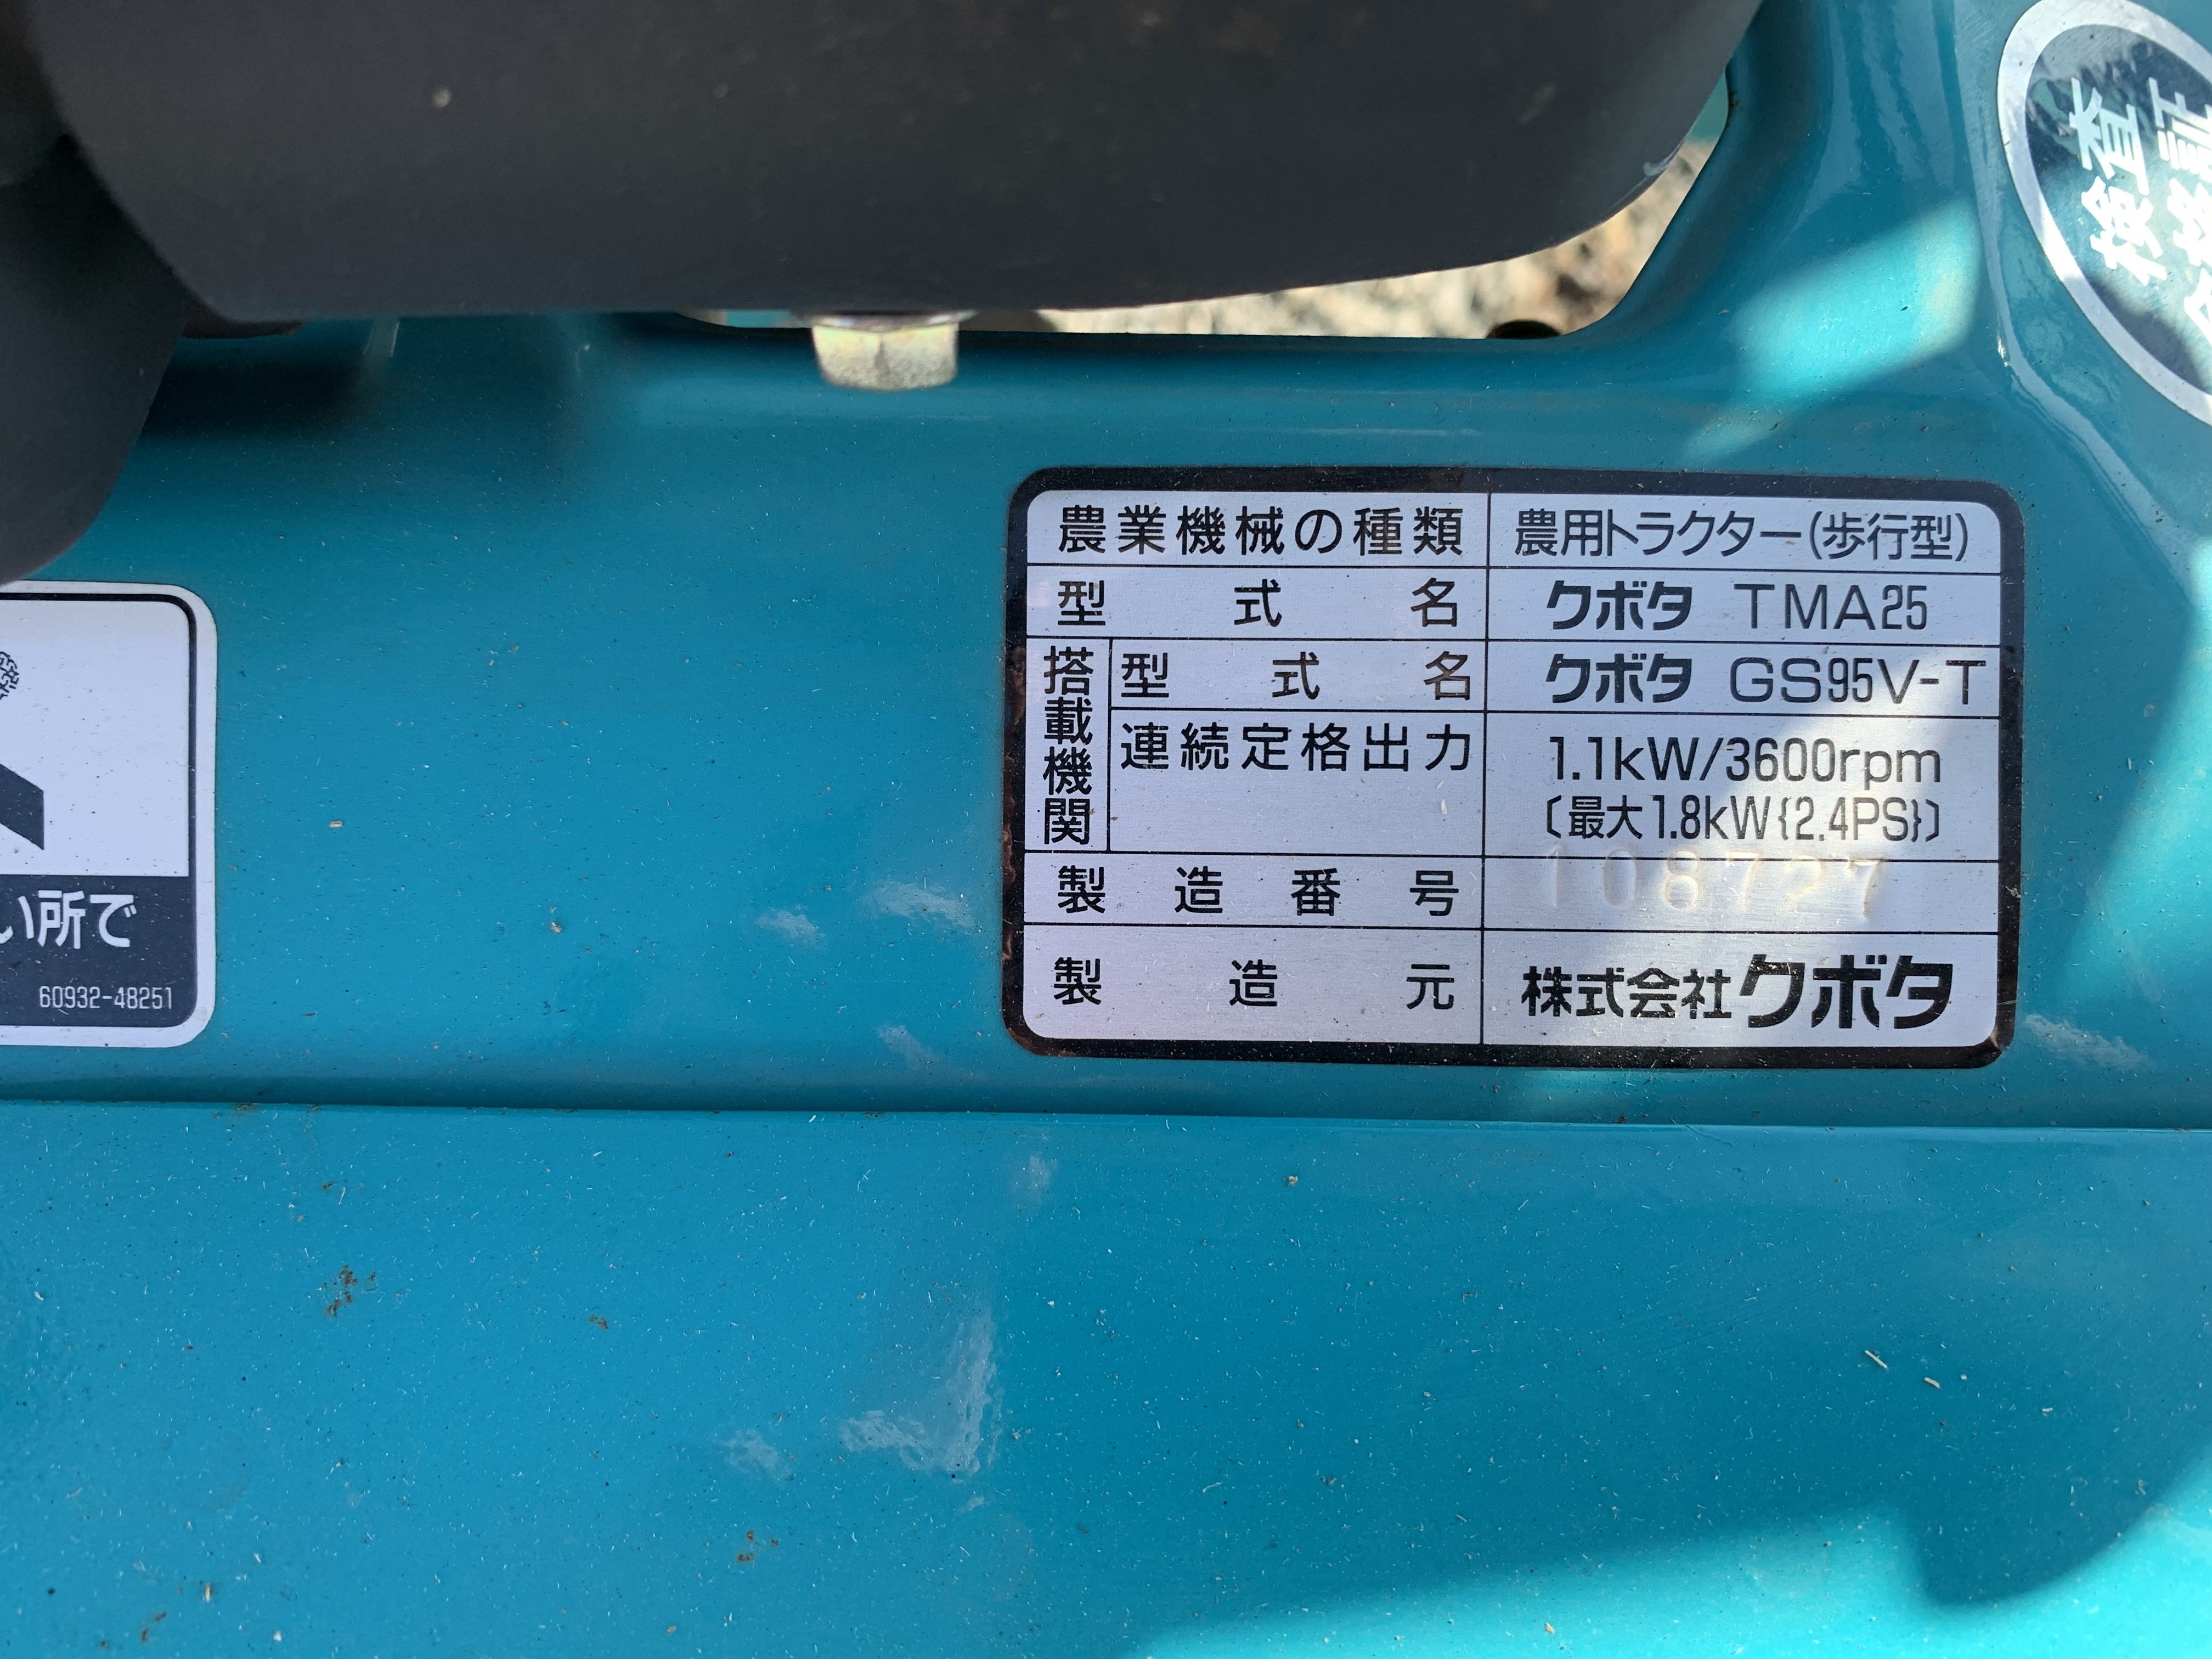 検査
農業機械の種類 農用トラクター(歩行型)
型式名 クボタ TMA25
搭載機関 型式名 クボタ GS95V-T
連続定格出力 1.1kW/3600rpm
〔最大1.8kW{2.4PS}〕
製造番号 108727
製造元 株式会社クボタ
い所で
60932-48251